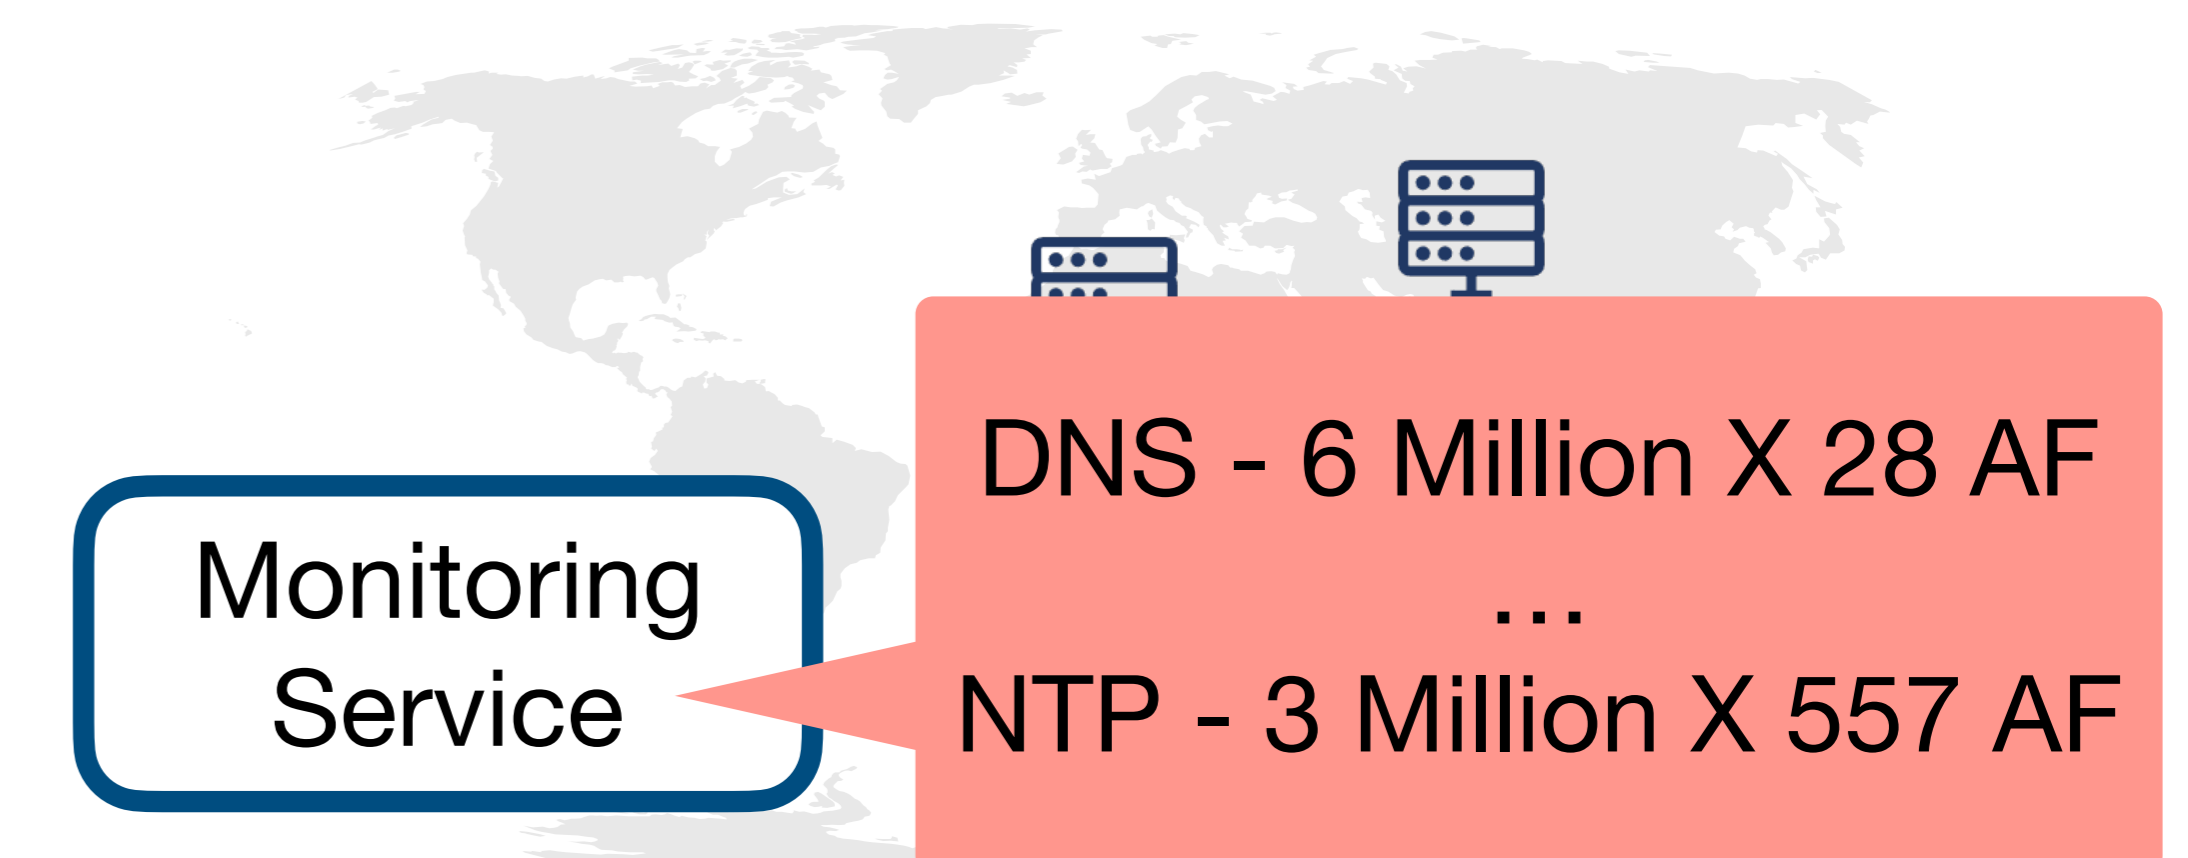 Monitoring
Service
DNS - 6 Million X 28 AF
...
NTP - 3 Million X 557 AF